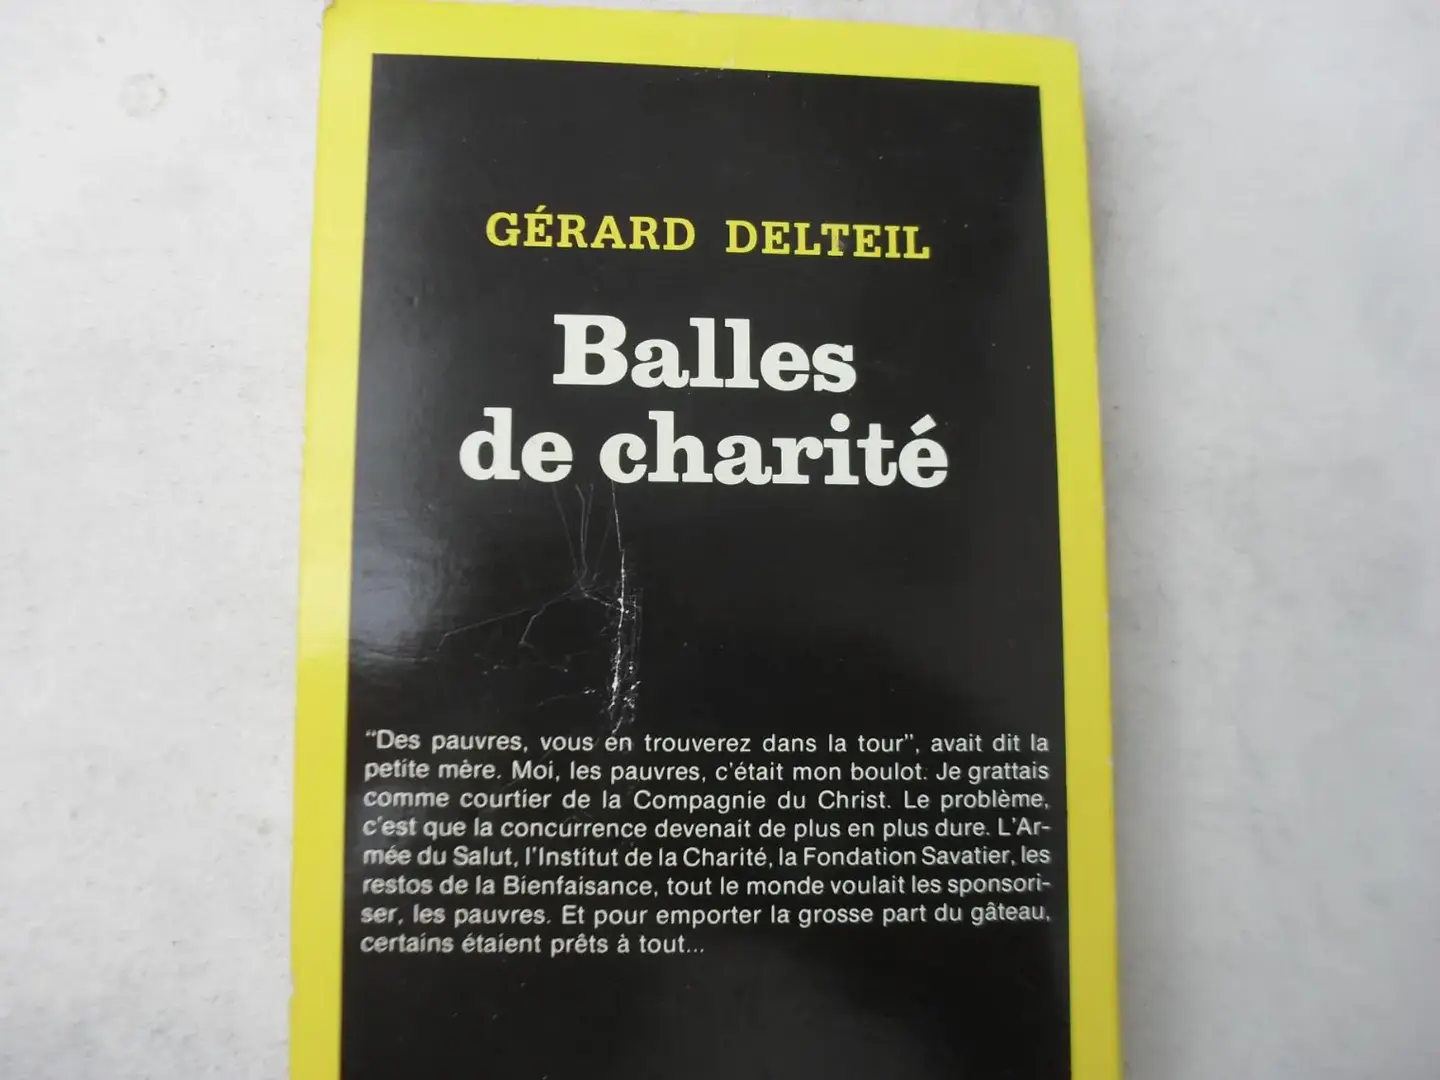 GÉRARD DELTEIL
Balles
de charité
"Des pauvres, vous en trouverez dans la tour", avait dit la
petite mère. Moi, les pauvres, c'était mon boulot. Je grattais
comme courtier de la Compagnie du Christ. Le problème,
c'est que la concurrence devenait de plus en plus dure. L'Ar-
mée du Salut, l'Institut de la Charité, la Fondation Savatier, les
restos de la Bienfaisance, tout le monde voulait les sponsori-
ser, les pauvres. Et pour emporter la grosse part du gâteau,
certains étaient prêts à tout...